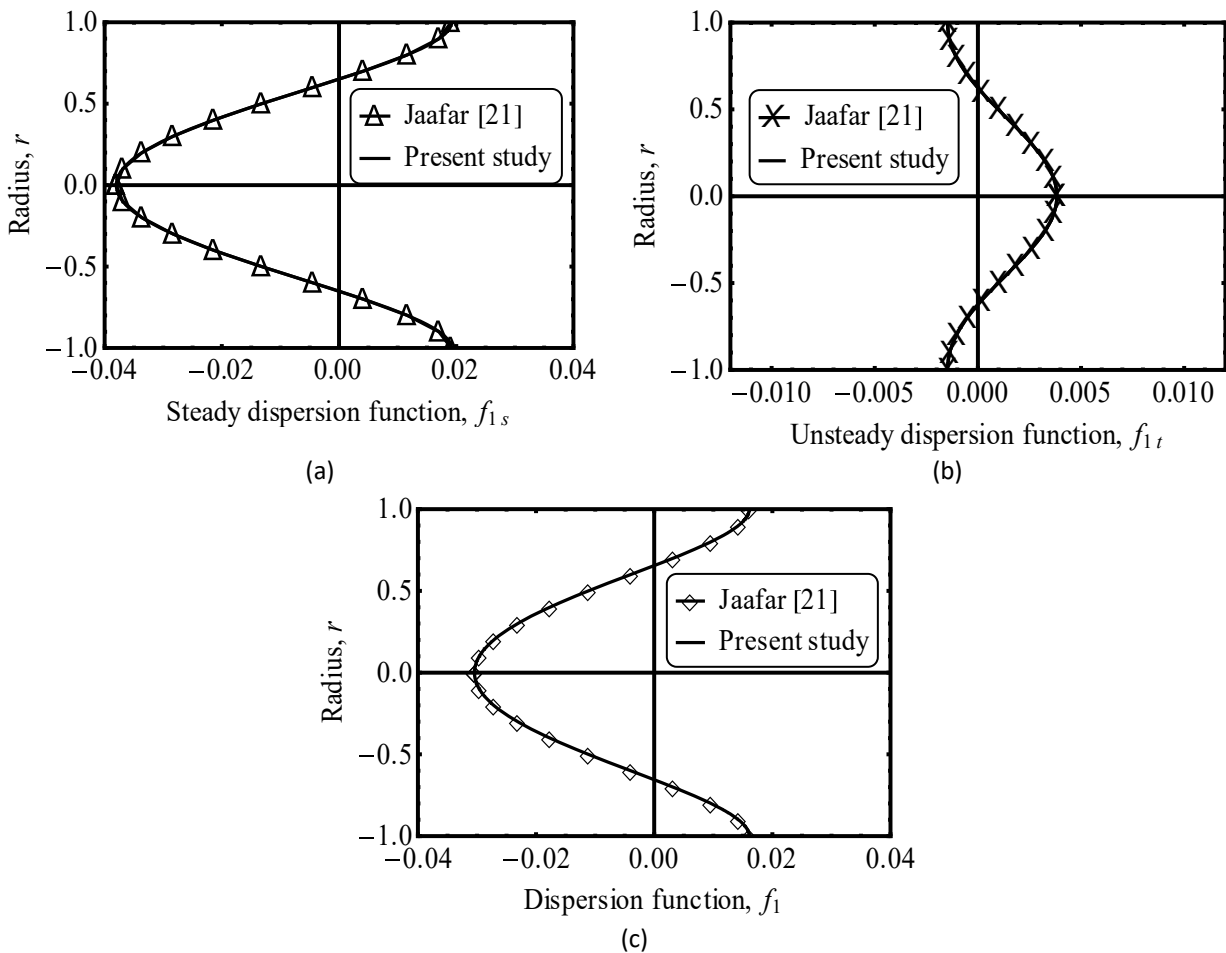 1.0
0.5
0.0
−0.5
−1.0
Radius, r
Jaafar [21]
Present study
−0.04
−0.02
0.00
0.02
0.04
Steady dispersion function, f1 s
(a)
1.0
0.5
0.0
−0.5
−1.0
Radius, r
Jaafar [21]
Present study
−0.010
−0.005
0.000
0.005
0.010
Unsteady dispersion function, f1 t
(b)
1.0
0.5
0.0
−0.5
−1.0
Radius, r
Jaafar [21]
Present study
−0.04
−0.02
0.00
0.02
0.04
Dispersion function, f1
(c)